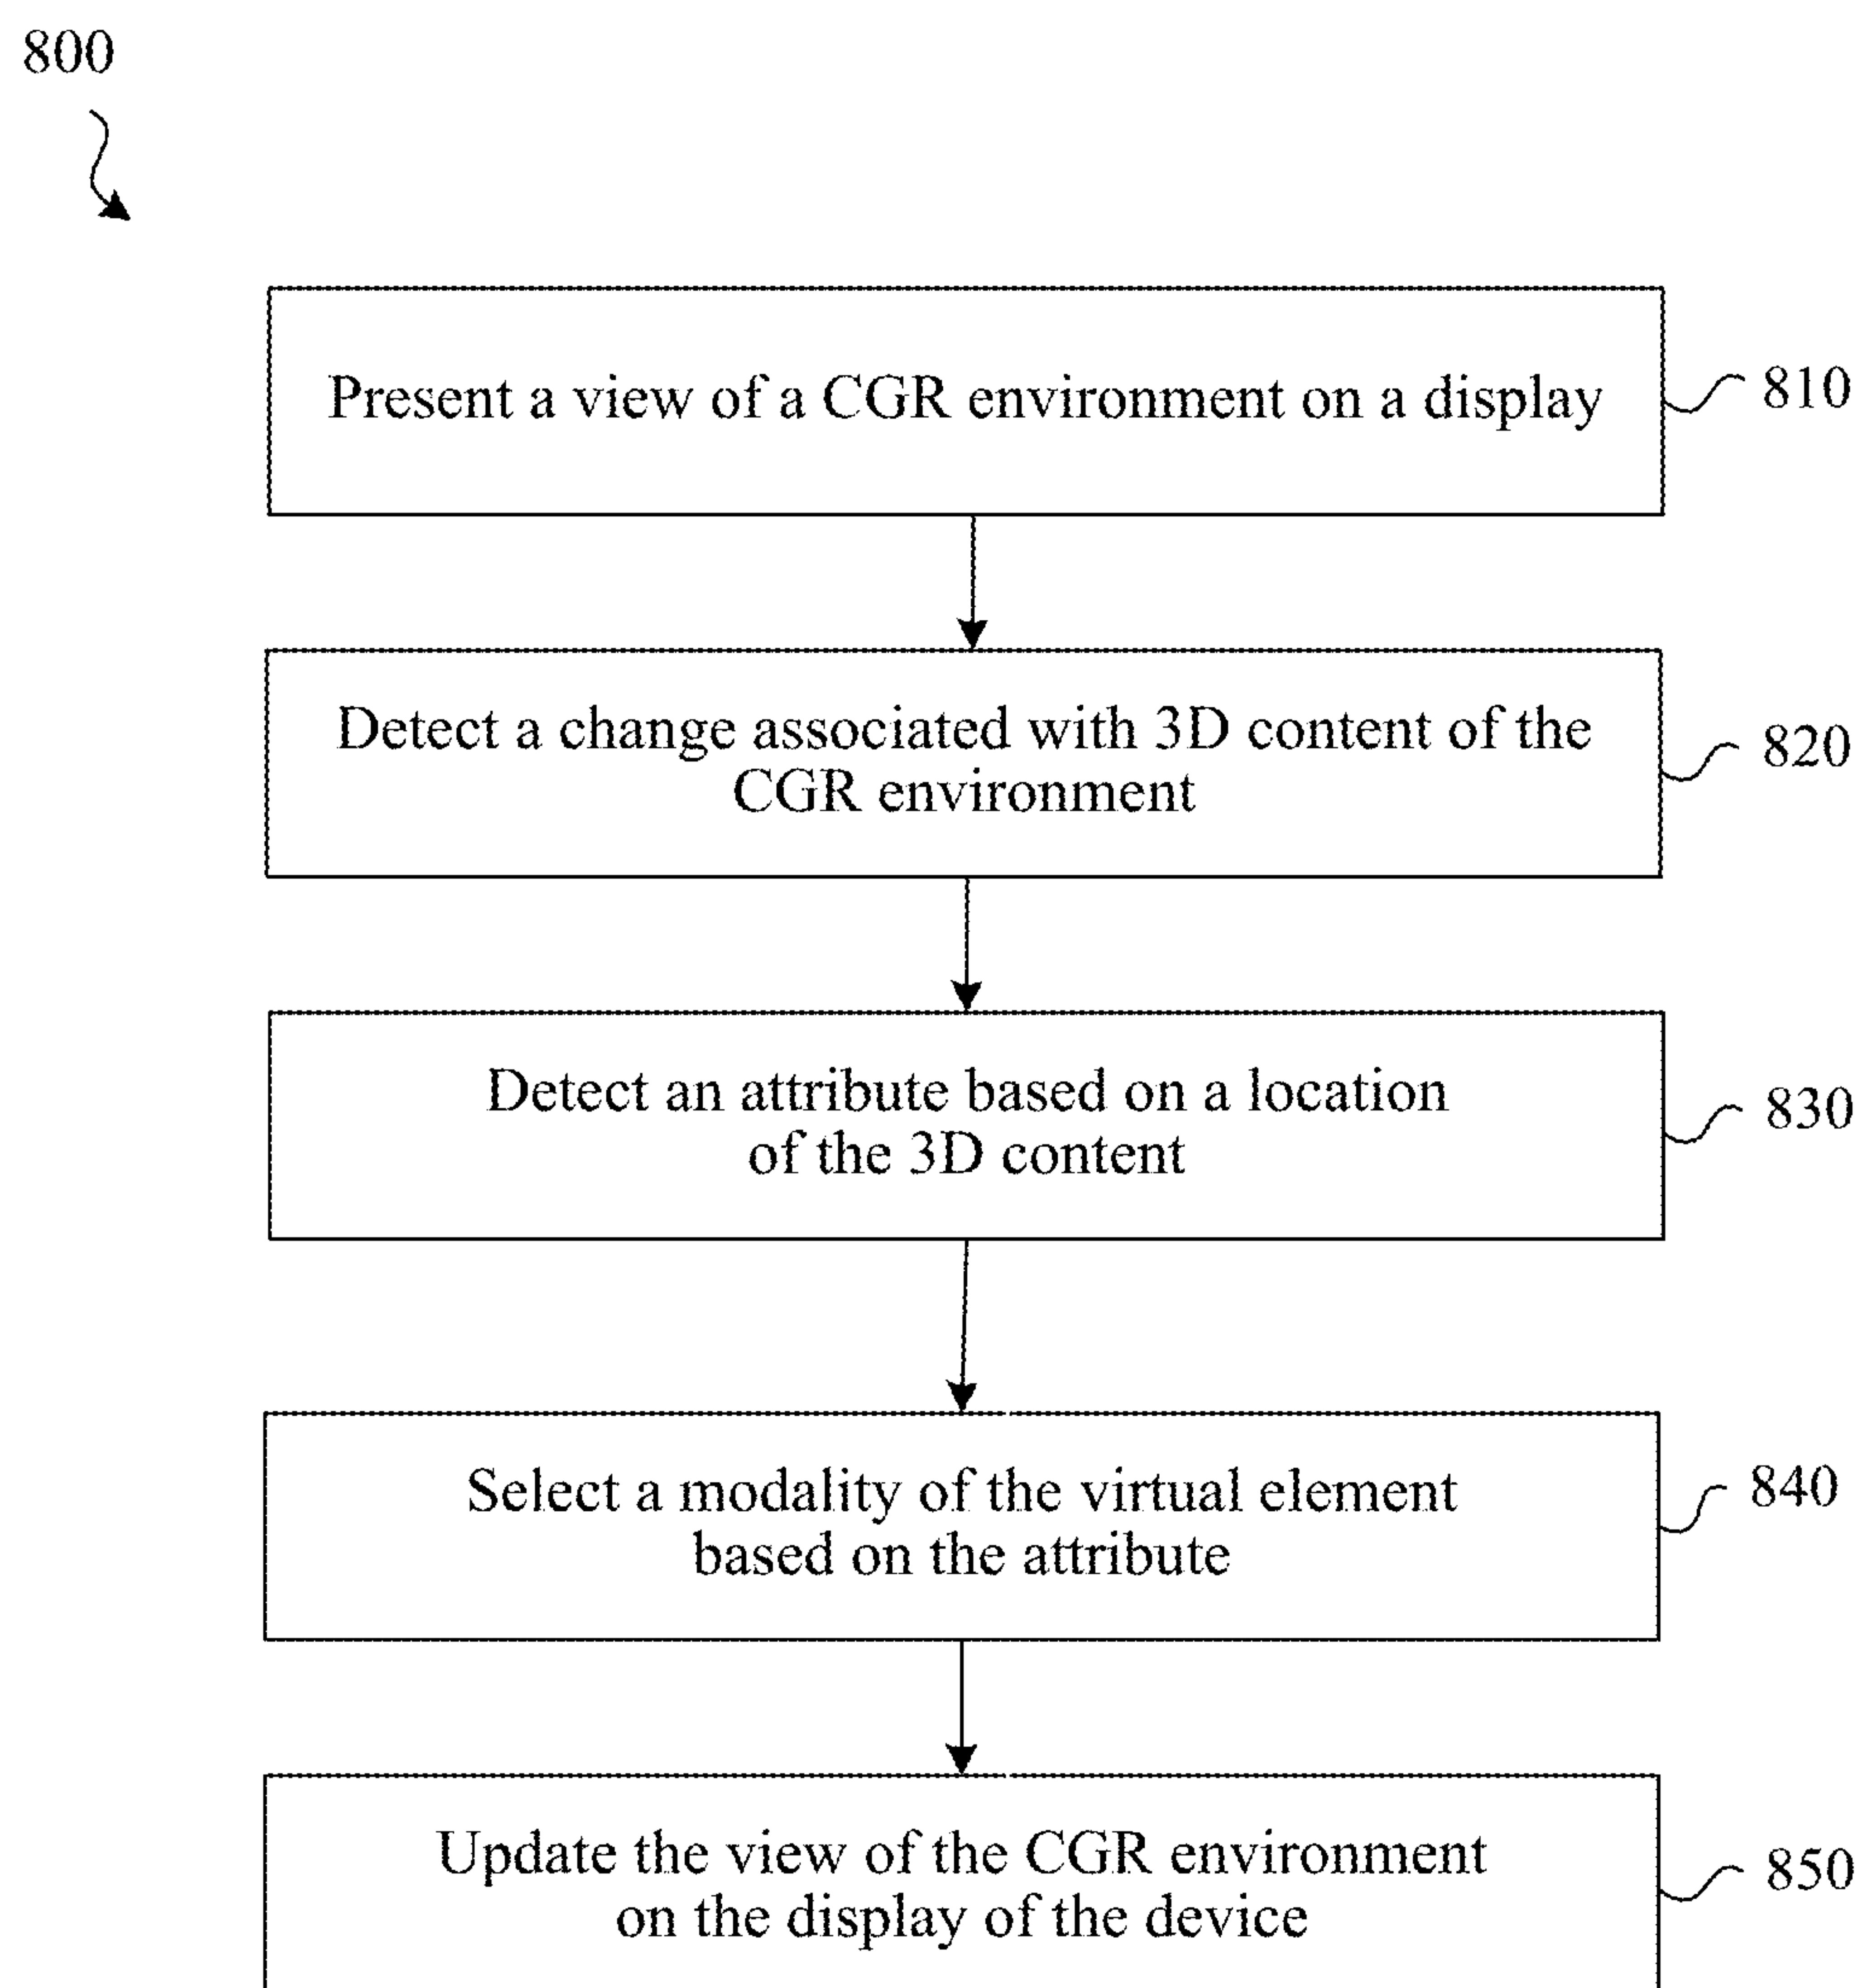 800
Present a view of a CGR environment on a display
810
Detect a change associated with 3D content of the
CGR environment
820
Detect an attribute based on a location
of the 3D content
830
Select a modality of the virtual element
based on the attribute
840
Update the view of the CGR environment
on the display of the device
850